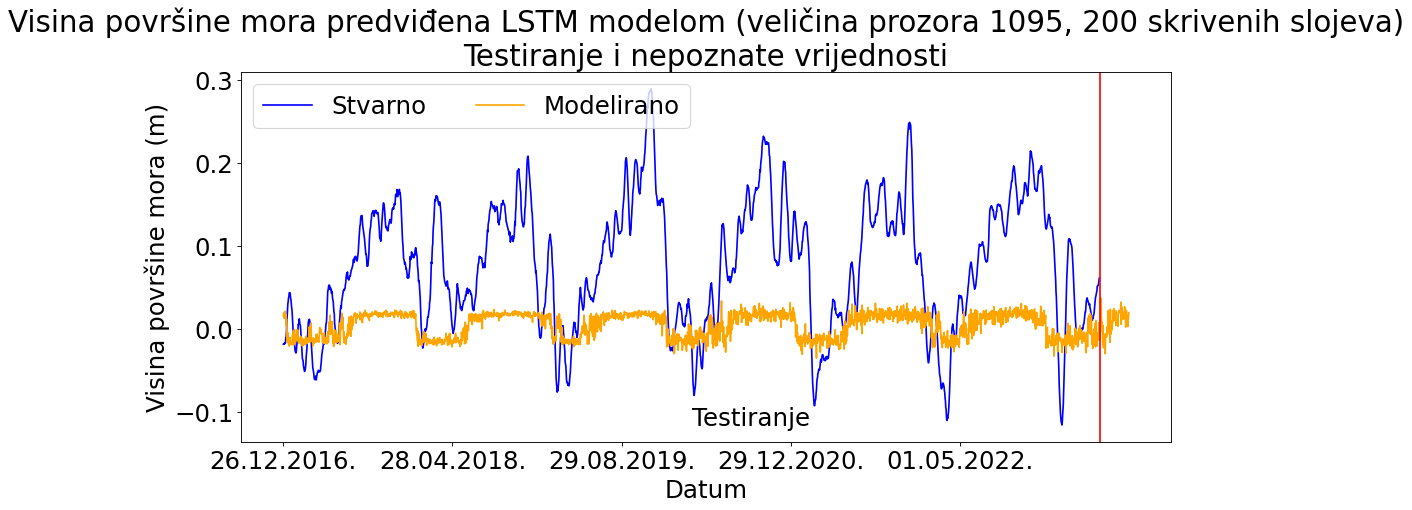 Visina površine mora predviđena LSTM modelom (veličina prozora 1095, 200 skrivenih slojeva)
Testiranje i nepoznate vrijednosti
Stvarno
Modelirano
Visina površine mora (m)
0.3
0.2
0.1
0.0
−0.1
Testiranje
26.12.2016.
28.04.2018.
29.08.2019.
29.12.2020.
01.05.2022.
Datum